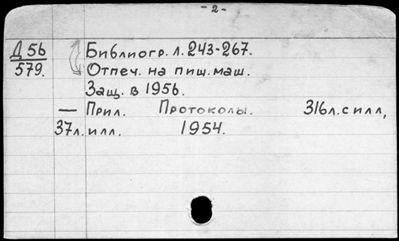 - 2 -
Д 56 Библиогр. л. 243-267.
579. Отпеч. на пиш. маш.
Защ. в 1956.
— Прил. Протоколы. 316л. с илл,
37л. илл. 1954.